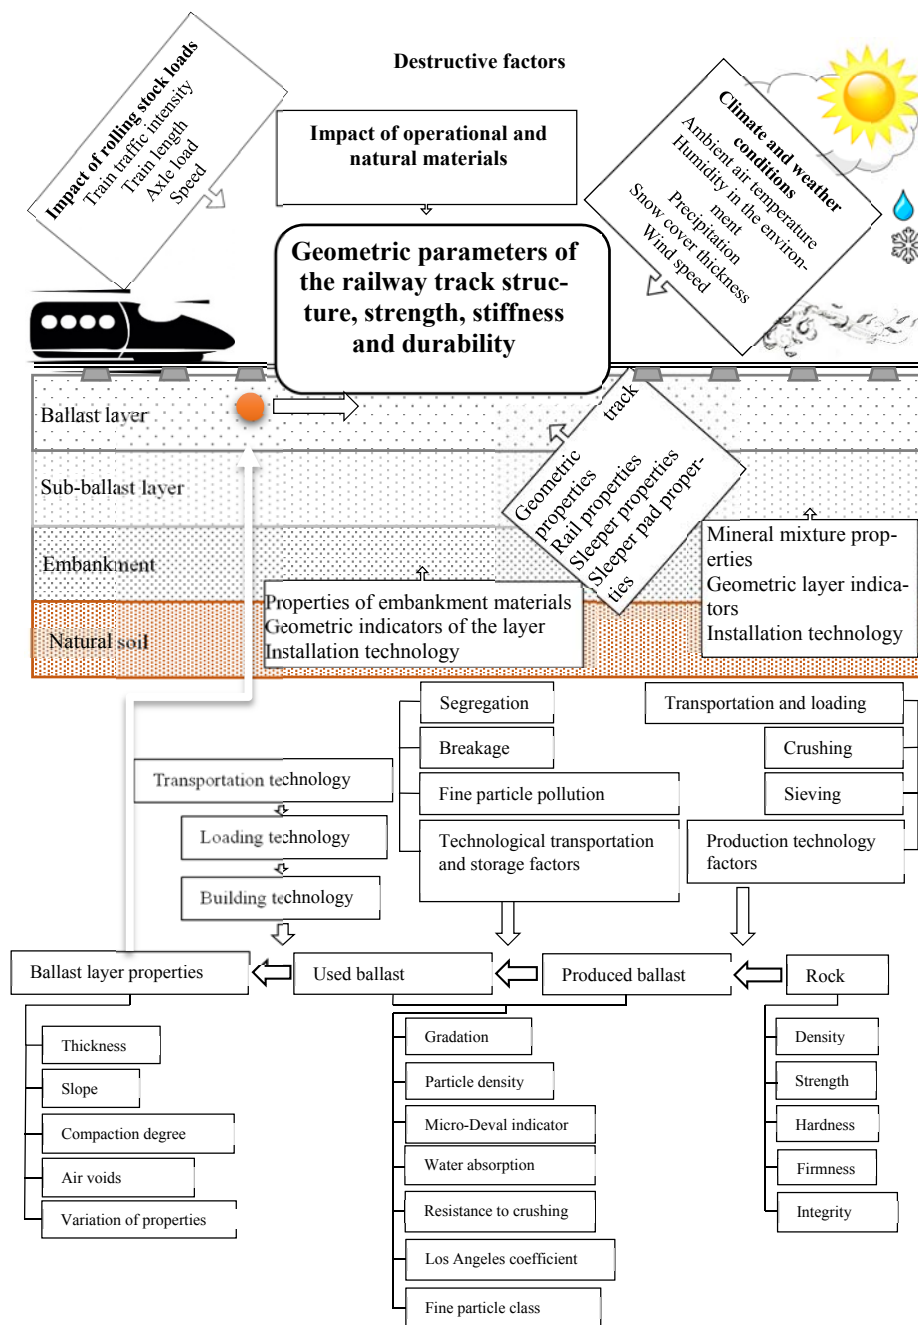 Destructive factors
Impact of rolling stock loads
Train traffic intensity
Train length
Axle load
Speed
Impact of operational and
natural materials
Climate and weather
conditions
Ambient air temperature
Humidity in the environ-
ment
Precipitation
Snow cover thickness
Wind speed
Geometric parameters of
the railway track struc-
ture, strength, stiffness
and durability
Ballast layer
Sub-ballast layer
Embankment
Natural soil
Geometric track
properties
Rail properties
Sleeper properties
Sleeper pad proper-
ties
Mineral mixture prop-
erties
Geometric layer indica-
tors
Installation technology
Properties of embankment materials
Geometric indicators of the layer
Installation technology
Segregation
Breakage
Fine particle pollution
Technological transportation
and storage factors
Transportation and loading
Crushing
Sieving
Production technology
factors
Transportation technology
Loading technology
Building technology
Ballast layer properties
Used ballast
Produced ballast
Rock
Thickness
Slope
Compaction degree
Air voids
Variation of properties
Gradation
Particle density
Micro-Deval indicator
Water absorption
Resistance to crushing
Los Angeles coefficient
Fine particle class
Density
Strength
Hardness
Firmness
Integrity